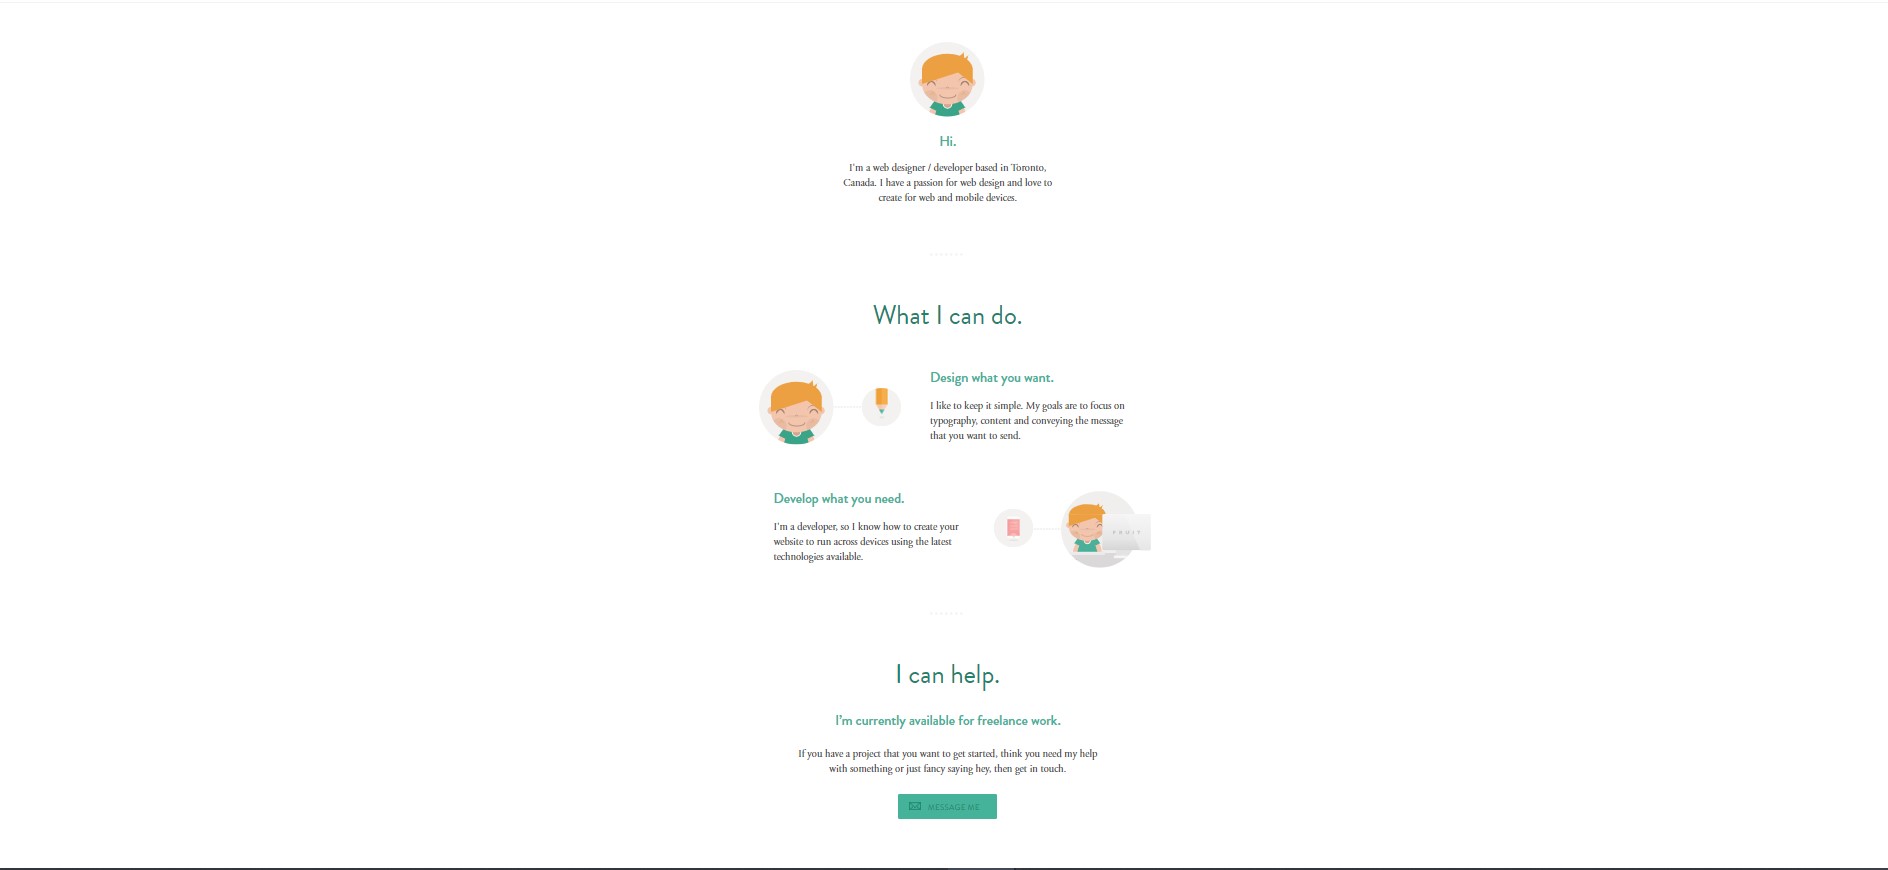 Hi.
I'm a web designer / developer based in Toronto,
Canada. I have a passion for web design and love to
create for web and mobile devices.
What I can do.
Design what you want.
I like to keep it simple. My goals are to focus on
typography, content and conveying the message
that you want to send.
Develop what you need.
I'm a developer, so I know how to create your
website to run across devices using the latest
technologies available.
FRUIT
I can help.
I'm currently available for freelance work.
If you have a project that you want to get started, think you need my help
with something or just fancy saying hey, then get in touch.
MESSAGE ME